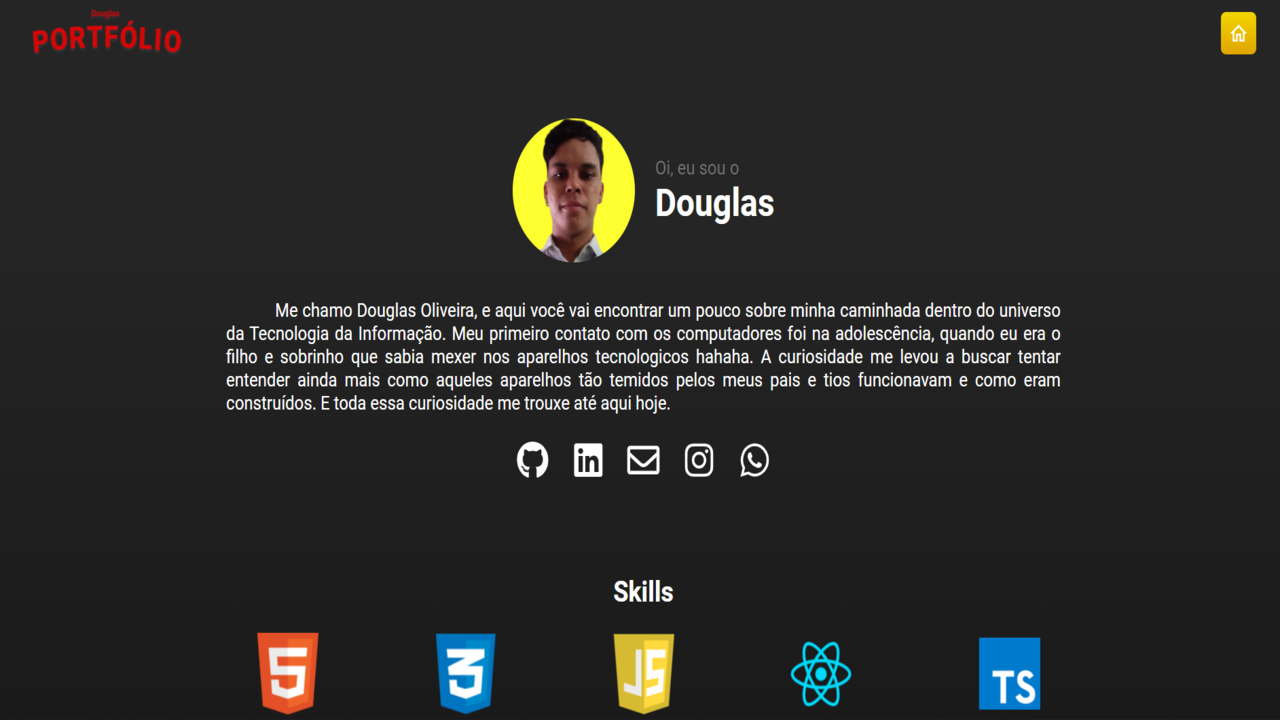 Douglas
PORTFÓLIO
Oi, eu sou o
Douglas
Me chamo Douglas Oliveira, e aqui você vai encontrar um pouco sobre minha caminhada dentro do universo
da Tecnologia da Informação. Meu primeiro contato com os computadores foi na adolescência, quando eu era o
filho e sobrinho que sabia mexer nos aparelhos tecnologicos hahaha. A curiosidade me levou a buscar tentar
entender ainda mais como aqueles aparelhos tão temidos pelos meus pais e tios funcionavam e como eram
construídos. E toda essa curiosidade me trouxe até aqui hoje.
in
Skills
5
3
JS
TS